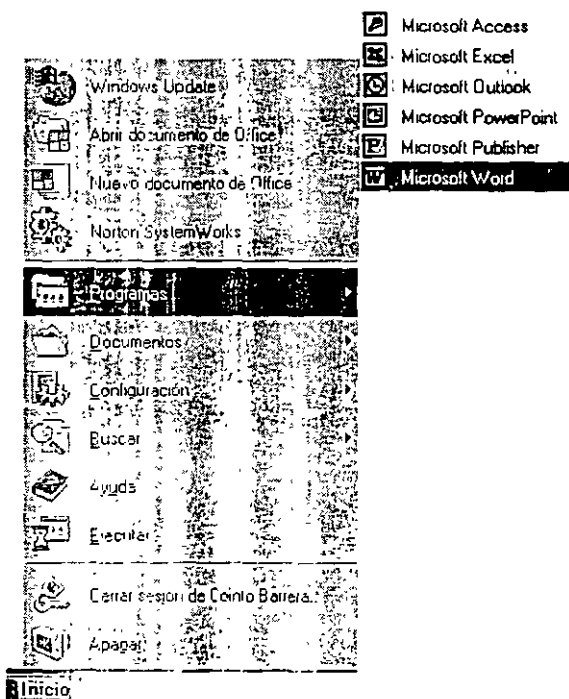 Microsoft Access
Microsoft Excel
Microsoft Outlook
Microsoft PowerPoint
Microsoft Publisher
Microsoft Word
Windows Update
Abrir documento de Office
Nuevo documento de Office
Norton SystemWorks
Programas
Documentos
Configuración
Buscar
Ayuda
Ejecutar
Cerrar sesión de Barrera...
Apagar
Inicio